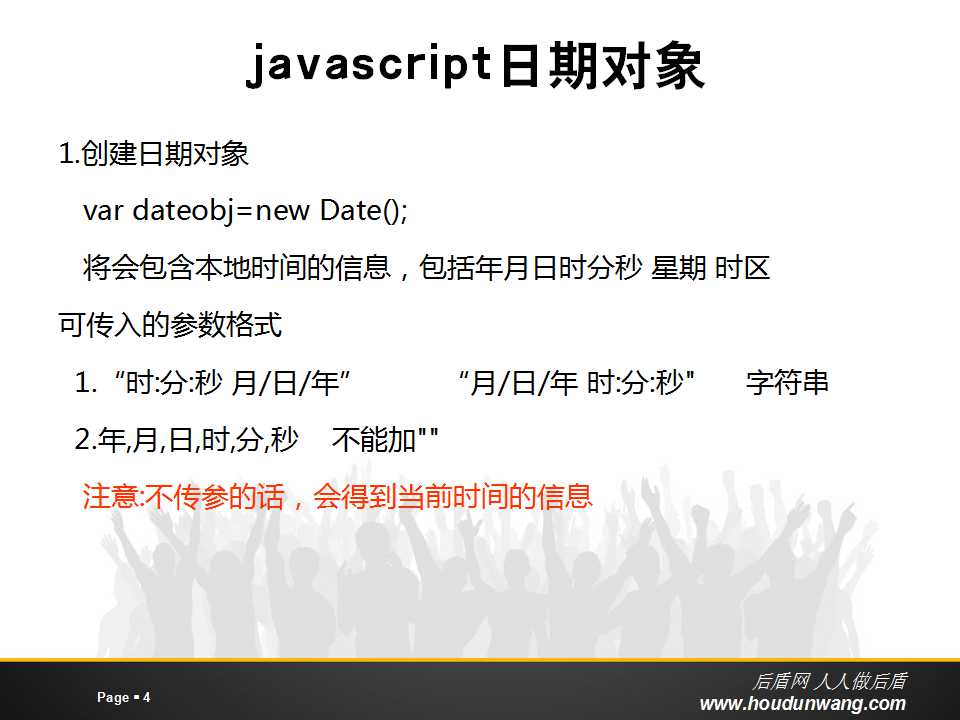 javascript日期对象
1.创建日期对象
var dateobj=new Date();
将会包含本地时间的信息，包括年月日时分秒 星期 时区
可传入的参数格式
1.“时:分:秒 月/日/年” “月/日/年 时:分:秒" 字符串
2.年,月,日,时,分,秒 不能加""
注意:不传参的话，会得到当前时间的信息
Page ▪ 4
后盾网 人人做后盾
www.houdunwang.com